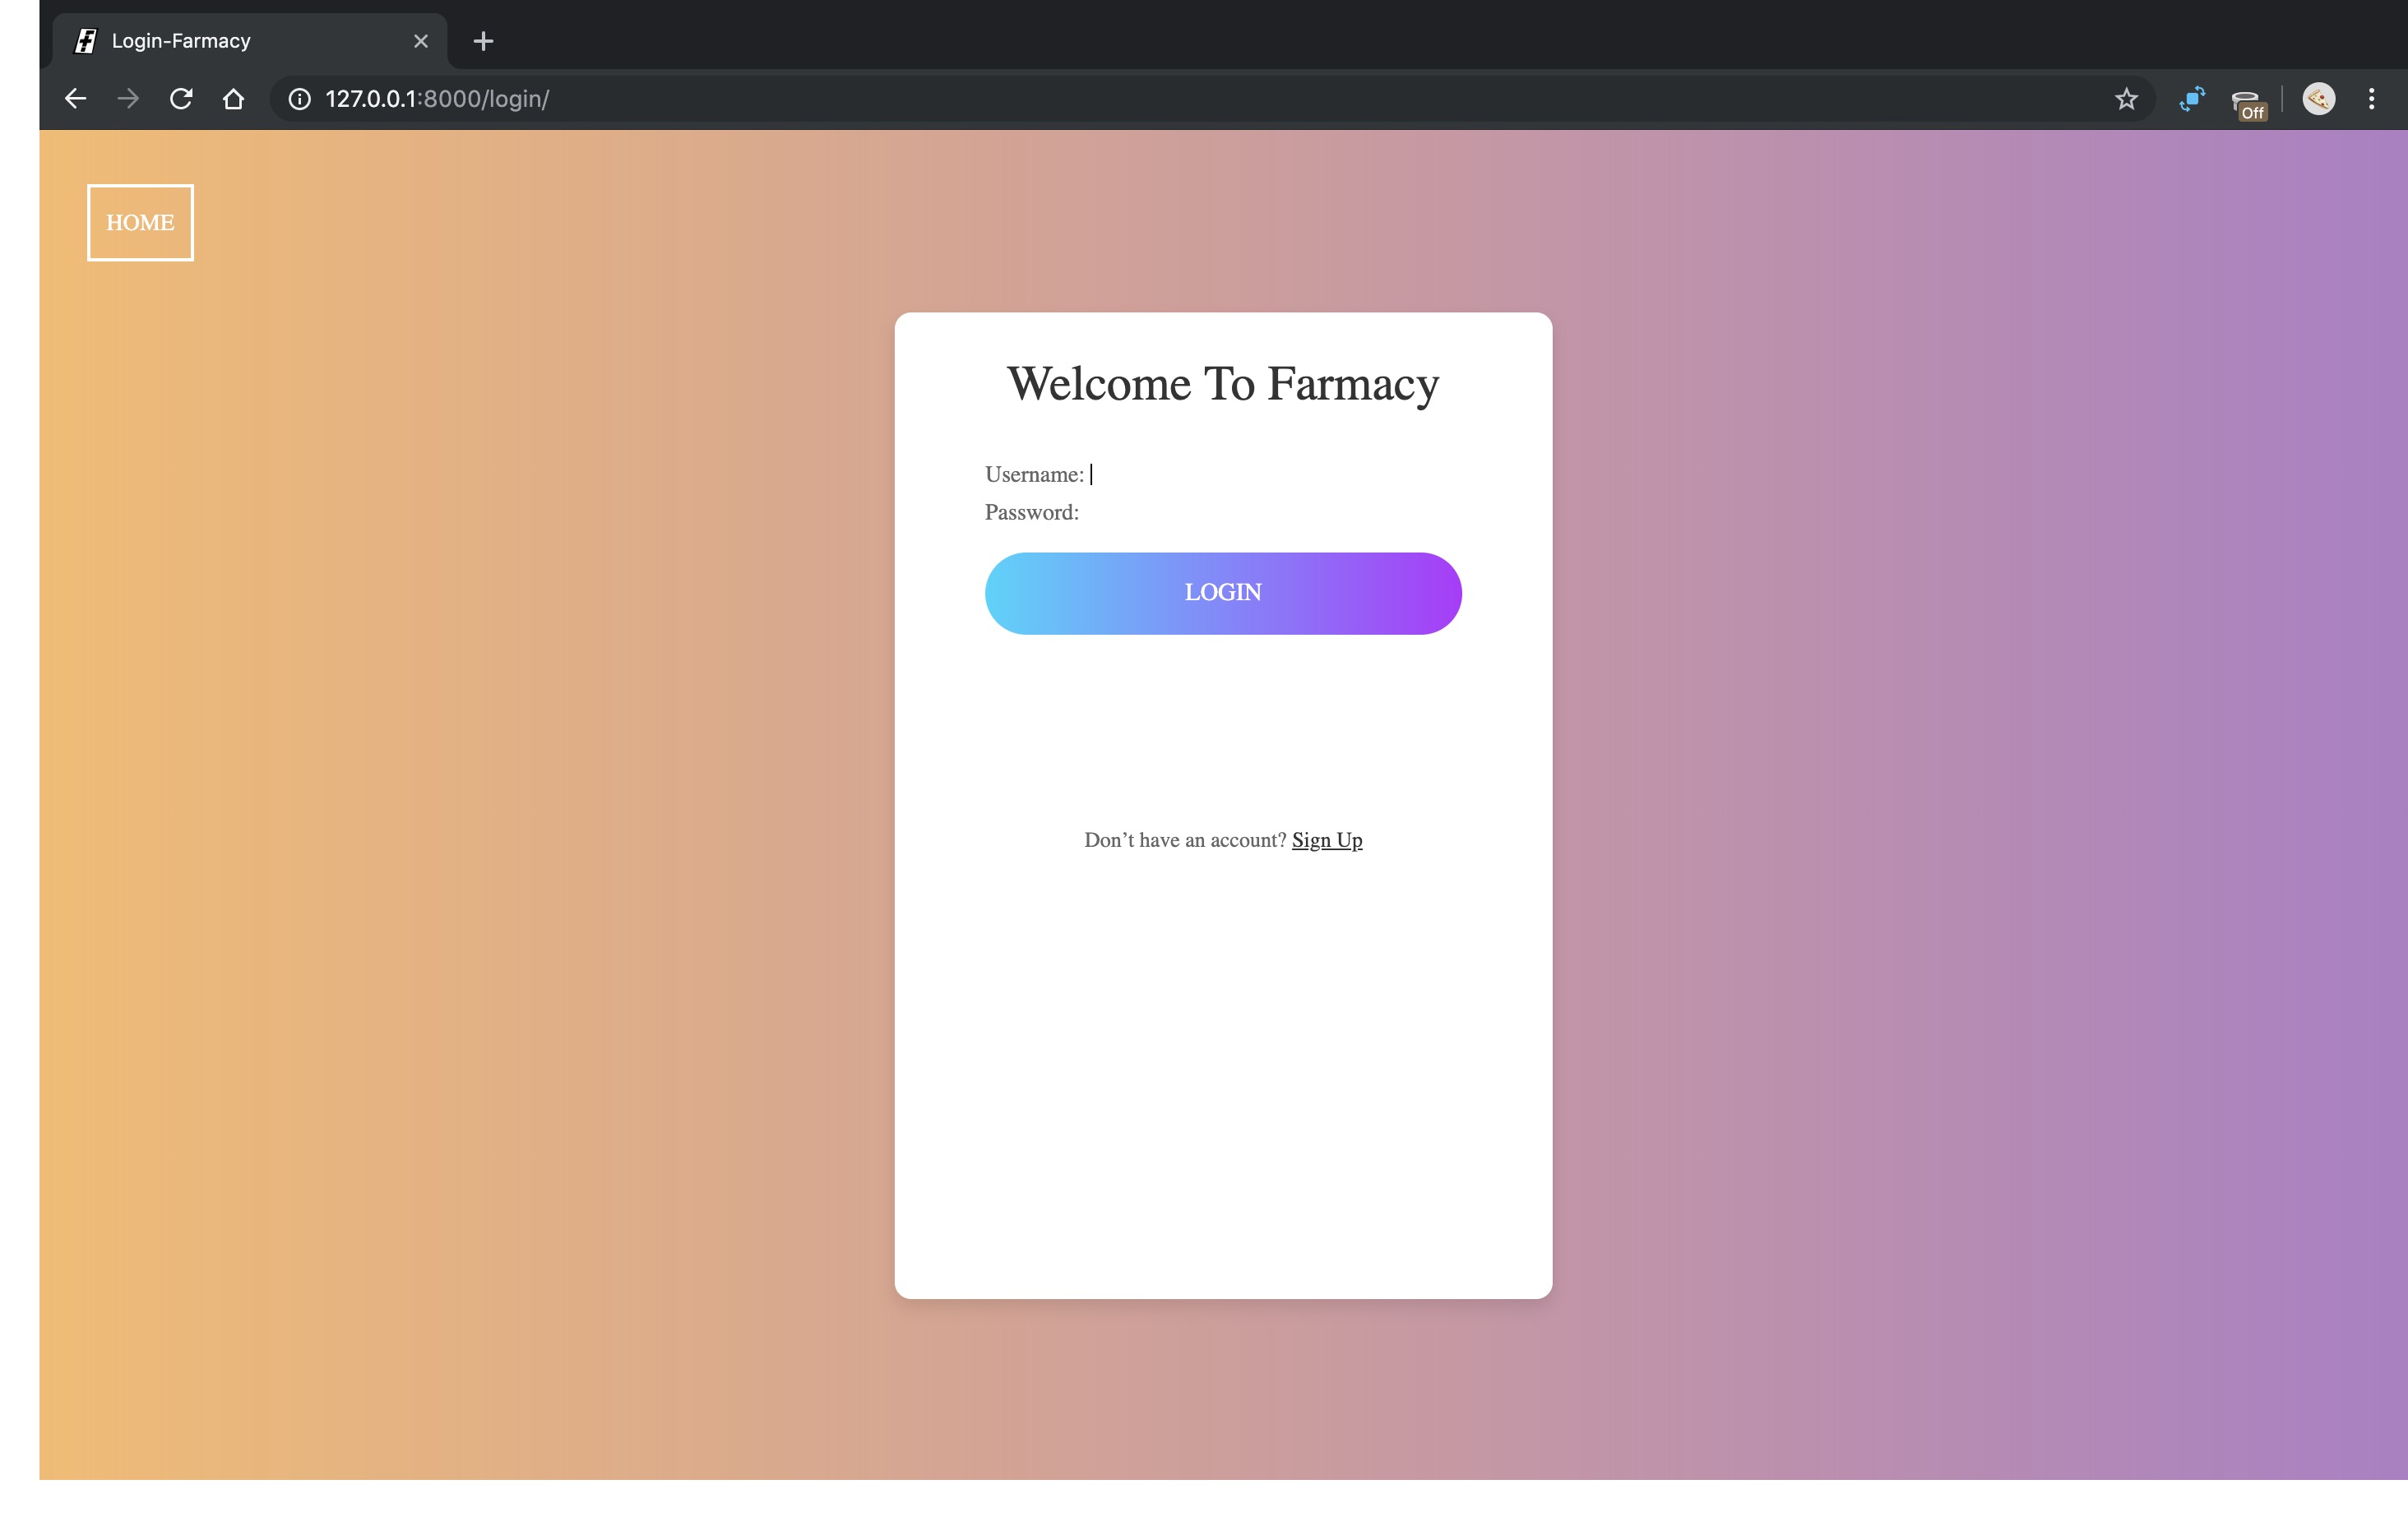 Login-Farmacy
127.0.0.1:8000/login/
Off
HOME
Welcome To Farmacy
Username:
Password:
LOGIN
Don’t have an account? Sign Up